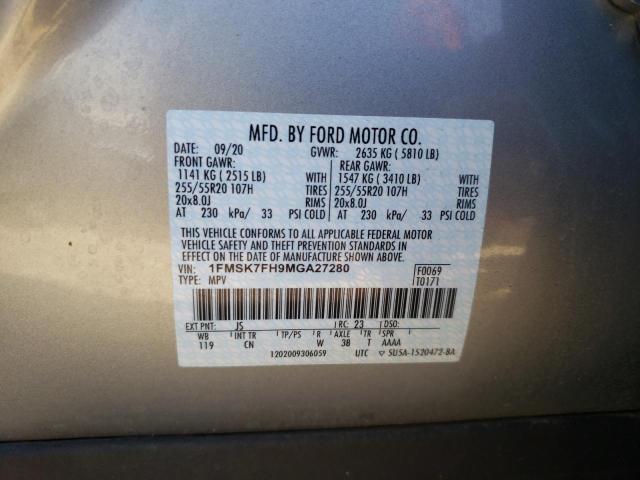 MFD. BY FORD MOTOR CO.
DATE: 09/20 GVWR: 2635 KG ( 5810 LB)
FRONT GAWR: REAR GAWR:
1141 KG ( 2515 LB) WITH 1547 KG ( 3410 LB) WITH
255/55R20 107H TIRES 255/55R20 107H TIRES
20x8.0J RIMS 20x8.0J RIMS
AT 230 kPa/ 33 PSI COLD AT 230 kPa/ 33 PSI COLD
THIS VEHICLE CONFORMS TO ALL APPLICABLE FEDERAL MOTOR
VEHICLE SAFETY AND THEFT PREVENTION STANDARDS IN
EFFECT ON THE DATE OF MANUFACTURE SHOWN ABOVE.
VIN: 1FMSK7FH9MGA27280 F0069
TYPE: MPV T0171
EXT PNT: JS RC: 23 DSO:
WB INT TR TP/PS R AXLE TR SPR
119 CN W 38 T AAAA
1202009306059 UTC ▽ SU5A-1520472-BA